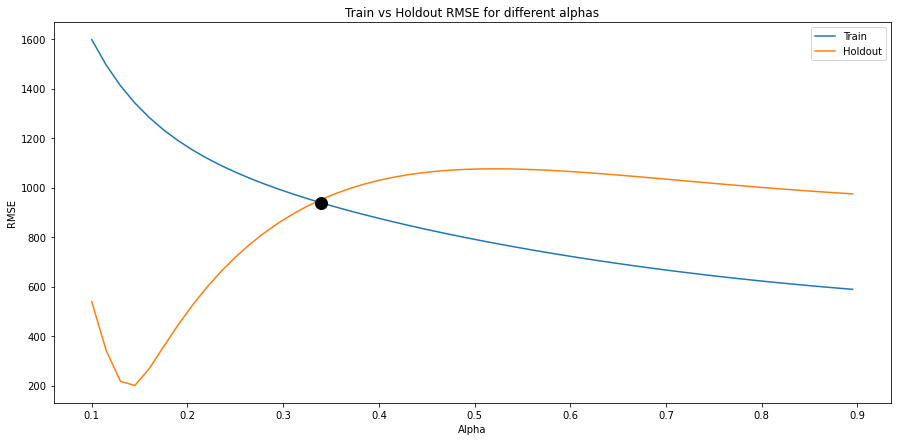 Train vs Holdout RMSE for different alphas
Train
Holdout
1600
1400
1200
1000
800
600
400
200
RMSE
0.1 0.2 0.3 0.4 0.5 0.6 0.7 0.8 0.9
Alpha